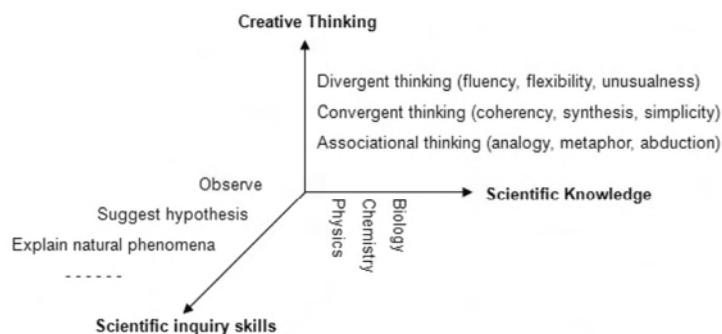 Creative Thinking
Divergent thinking (fluency, flexibility, unusualness)
Convergent thinking (coherency, synthesis, simplicity)
Associational thinking (analogy, metaphor, abduction)
Observe
Scientific Knowledge
Suggest hypothesis
Physics
Chemistry
Biology
Explain natural phenomena
- - - - - -
Scientific inquiry skills